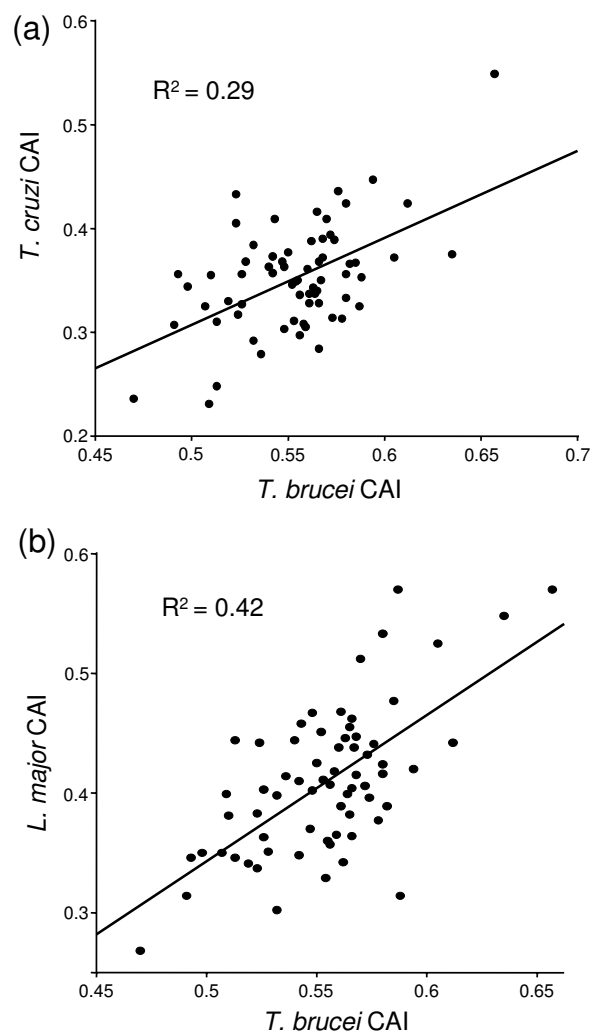 (a)
0.6
R² = 0.29
0.5
T. cruzi CAI
0.4
0.3
0.2
0.45 0.5 0.55 0.6 0.65 0.7
T. brucei CAI
(b)
0.6
R² = 0.42
0.5
L. major CAI
0.4
0.3
0.45 0.5 0.55 0.6 0.65
T. brucei CAI